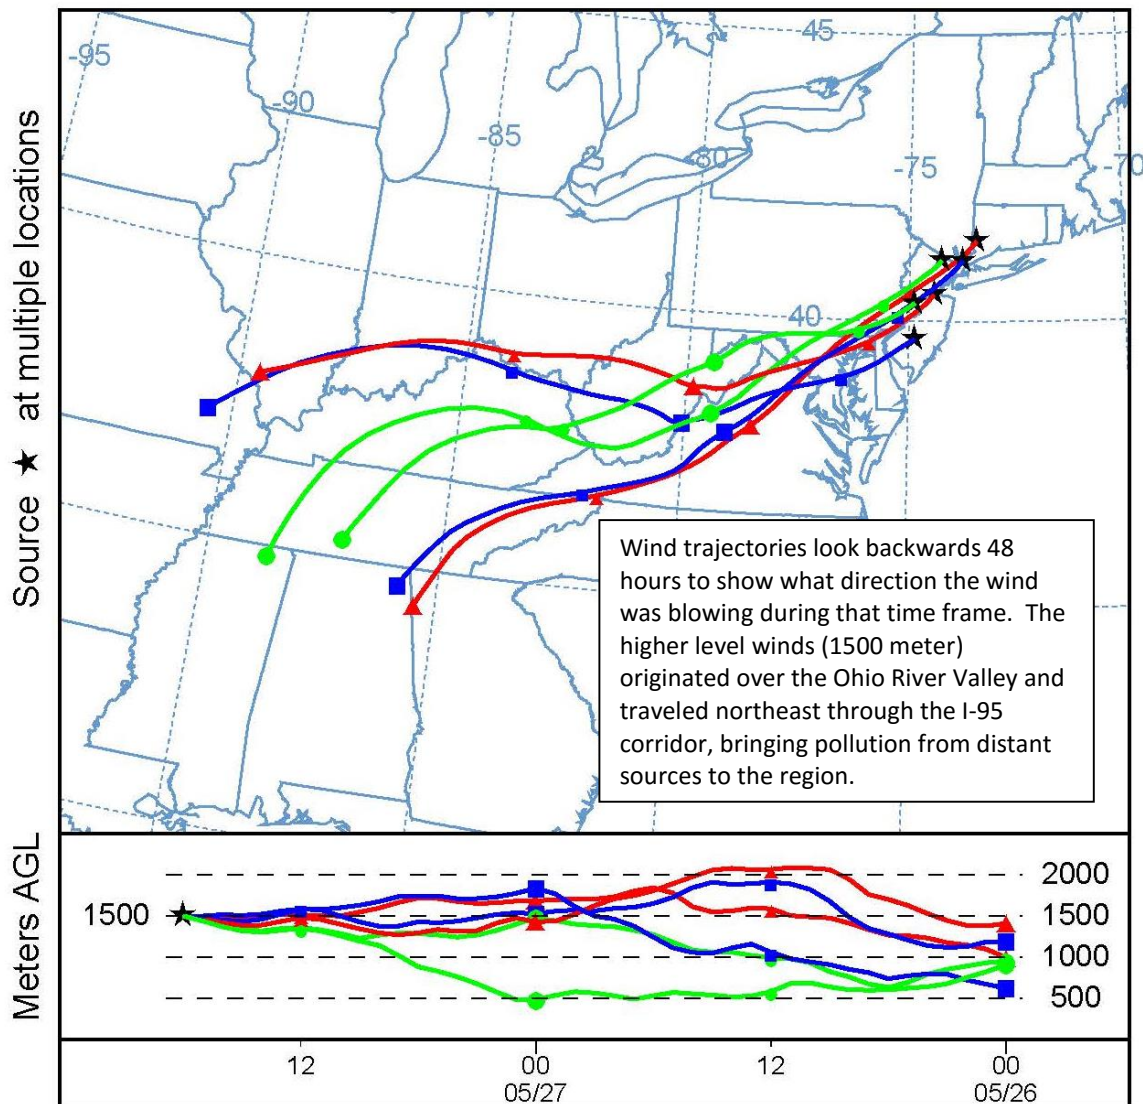 Source ★ at multiple locations
-95
-90
-85
-80
45
-75
-70
40
Wind trajectories look backwards 48
hours to show what direction the wind
was blowing during that time frame.  The
higher level winds (1500 meter)
originated over the Ohio River Valley and
traveled northeast through the I-95
corridor, bringing pollution from distant
sources to the region.
Meters AGL
1500
2000
1500
1000
500
12
00
12
00
05/27
05/26